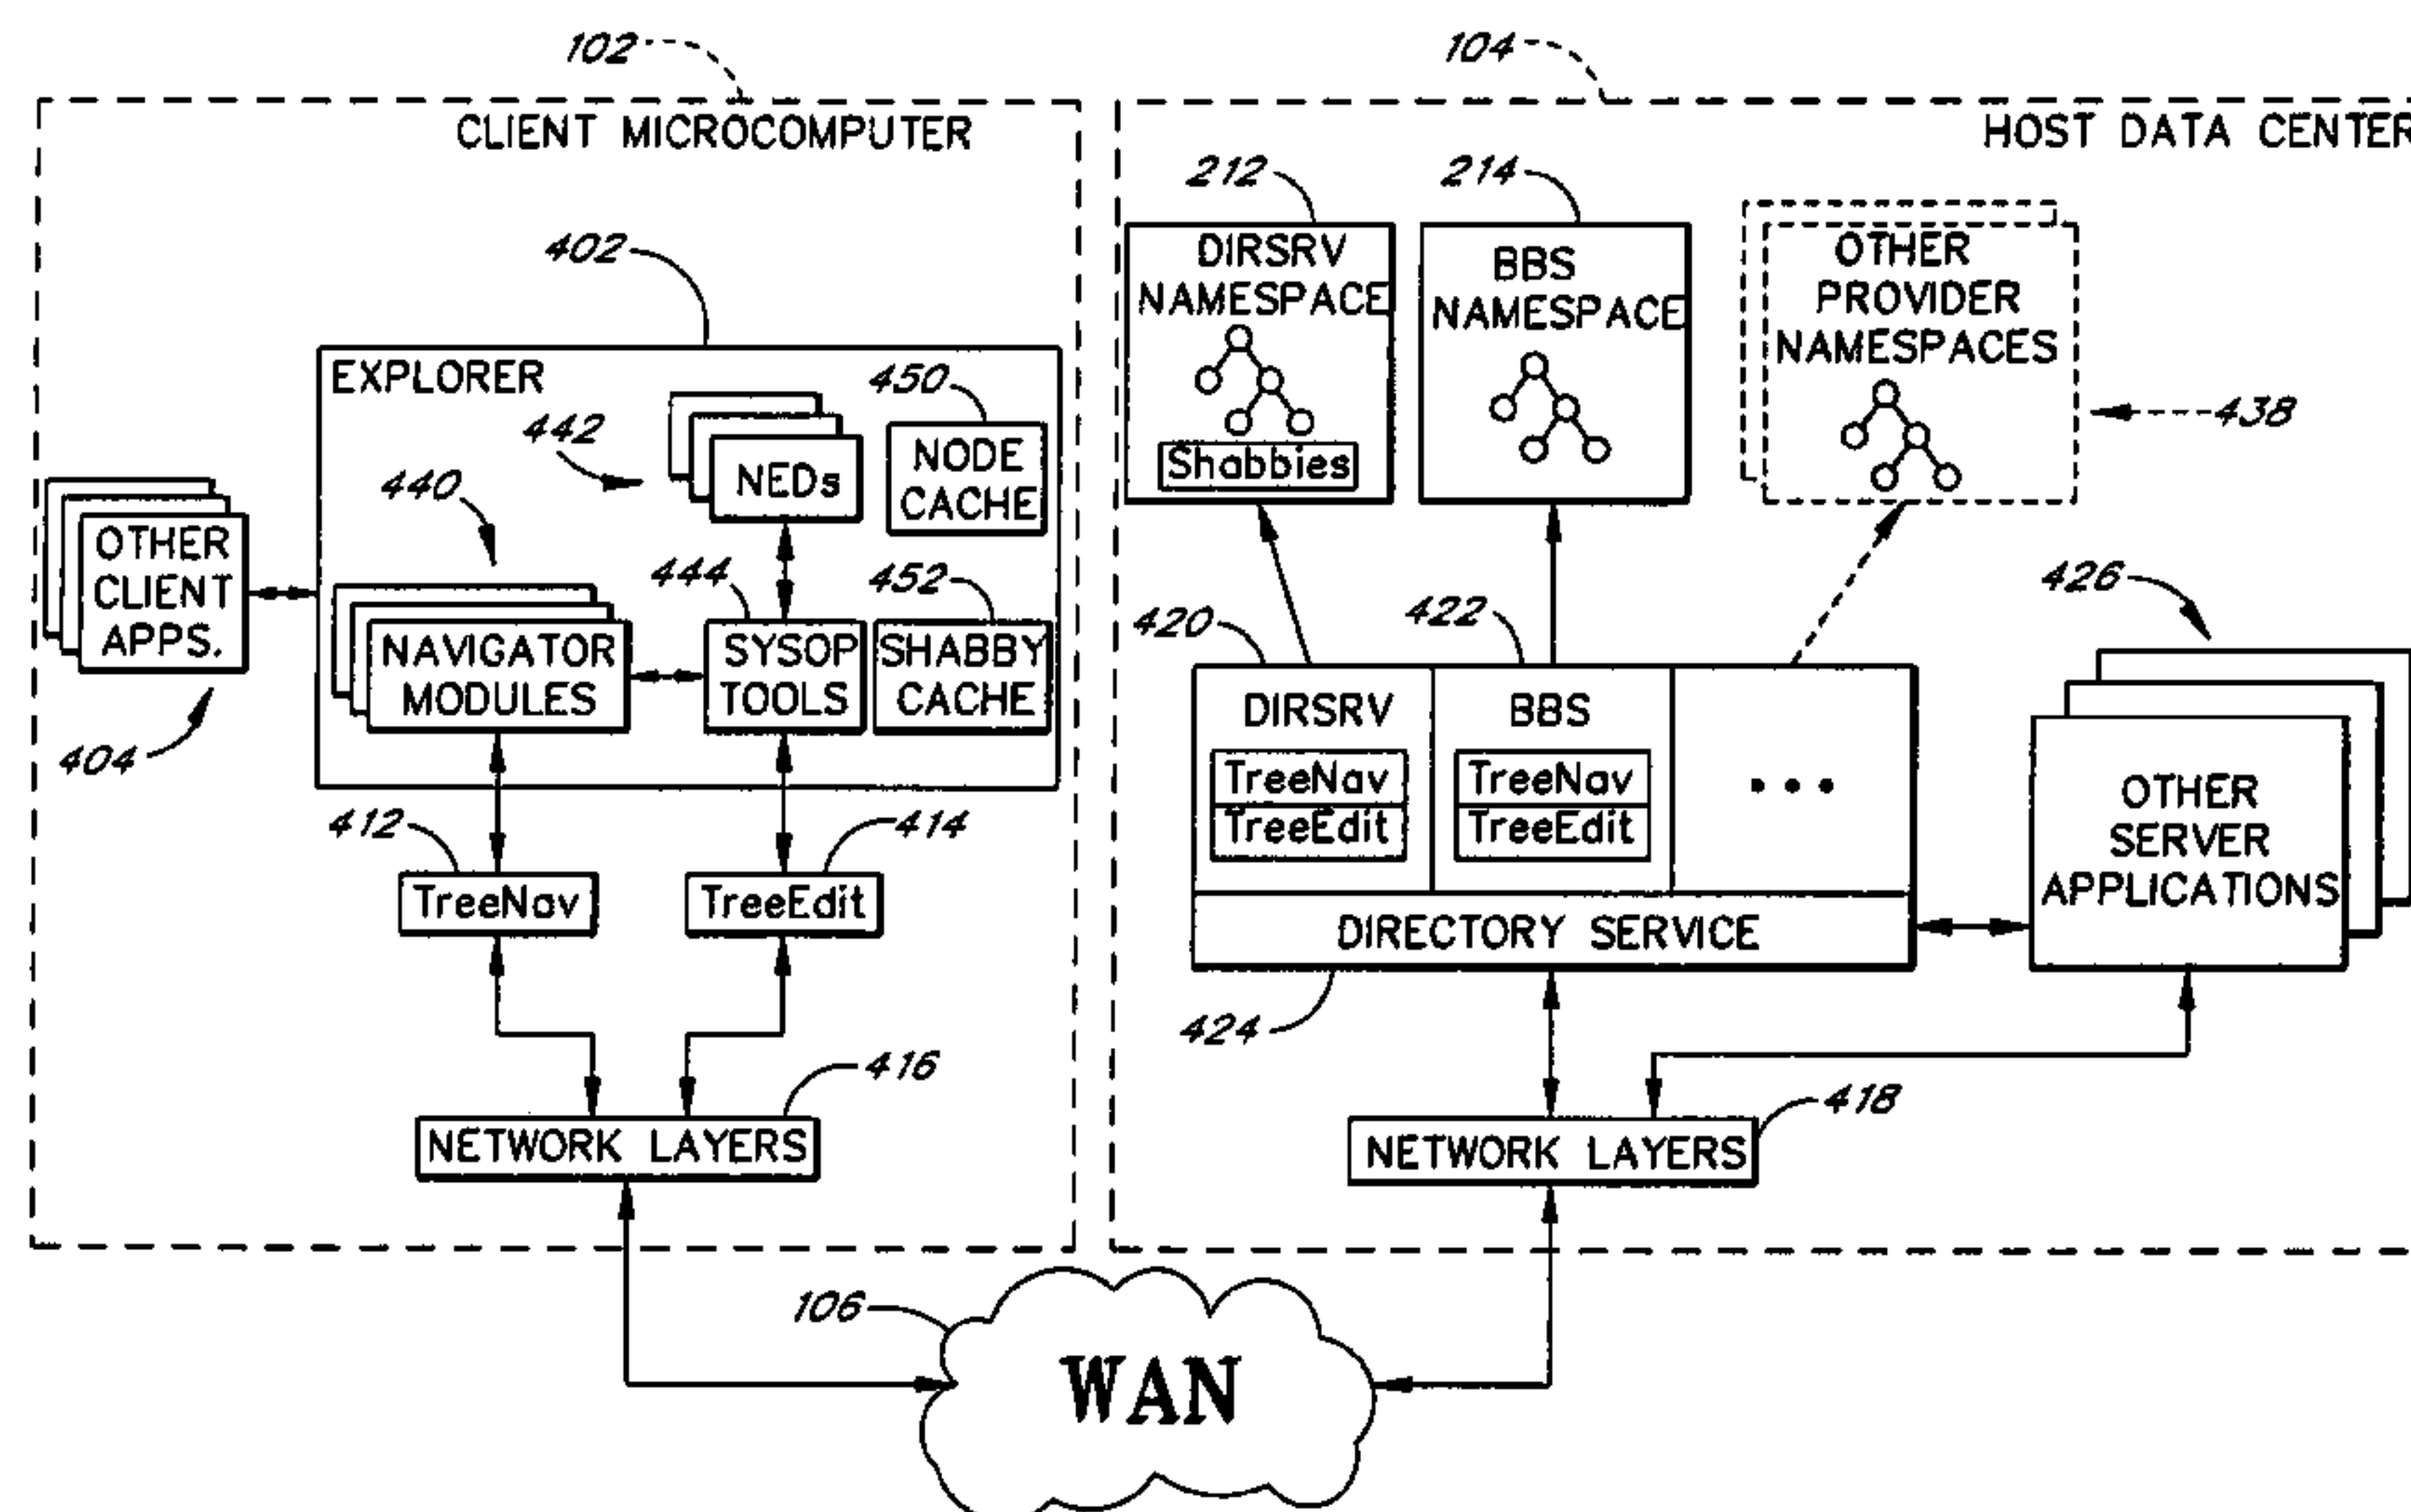 102
CLIENT MICROCOMPUTER
402
EXPLORER
450
442
NEDs
NODE
CACHE
440
OTHER
CLIENT
APPS.
404
444
452
NAVIGATOR
MODULES
SYSOP
TOOLS
SHABBY
CACHE
412
414
TreeNav
TreeEdit
416
NETWORK LAYERS
104
HOST DATA CENTER
212
214
DIRSRV
NAMESPACE
Shabbies
BBS
NAMESPACE
OTHER
PROVIDER
NAMESPACES
438
420
422
426
DIRSRV
TreeNav
TreeEdit
BBS
TreeNav
TreeEdit
• • •
DIRECTORY SERVICE
424
OTHER
SERVER
APPLICATIONS
418
NETWORK LAYERS
106
WAN